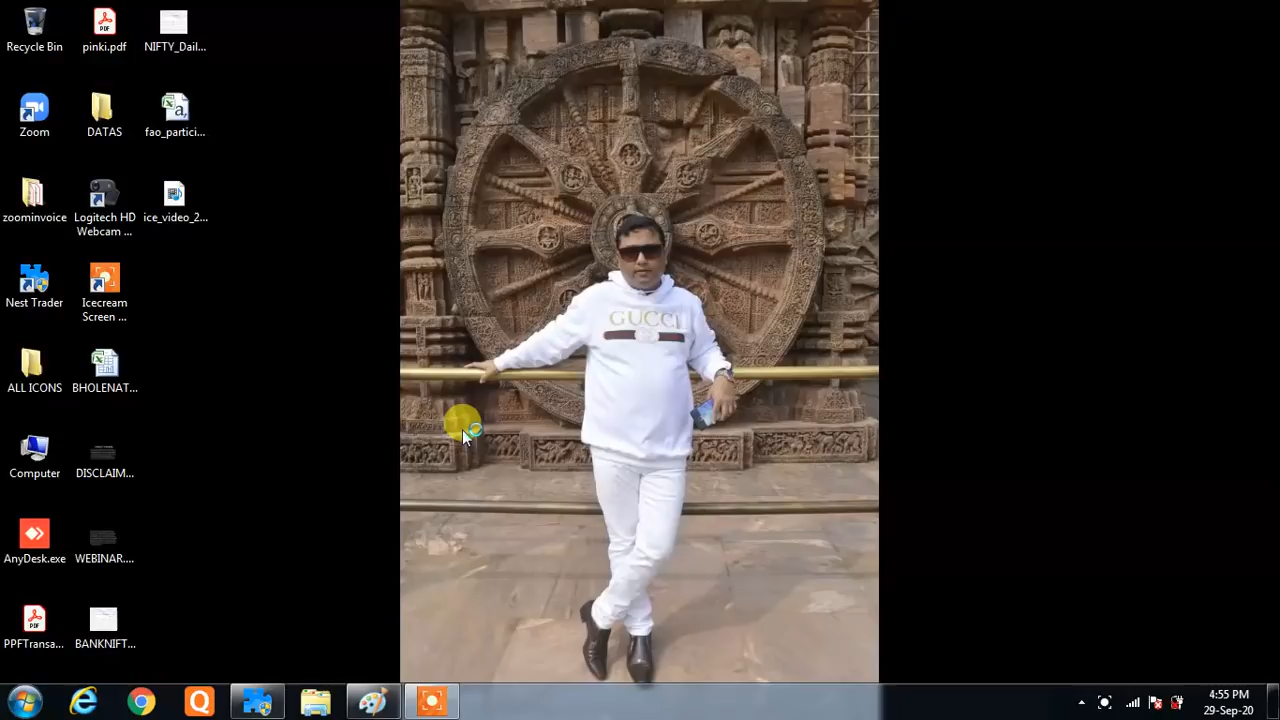 Recycle Bin
pinki.pdf
NIFTY_Dail...
Zoom
DATAS
fao_partici...
zoominvoice
Logitech HD
Webcam ...
ice_video_2...
Nest Trader
Icecream
Screen ...
ALL ICONS
BHOLENAT...
Computer
DISCLAIM...
AnyDesk.exe
WEBINAR....
PPFTransa...
BANKNIFT...
GUCCI
4:55 PM
29-Sep-20